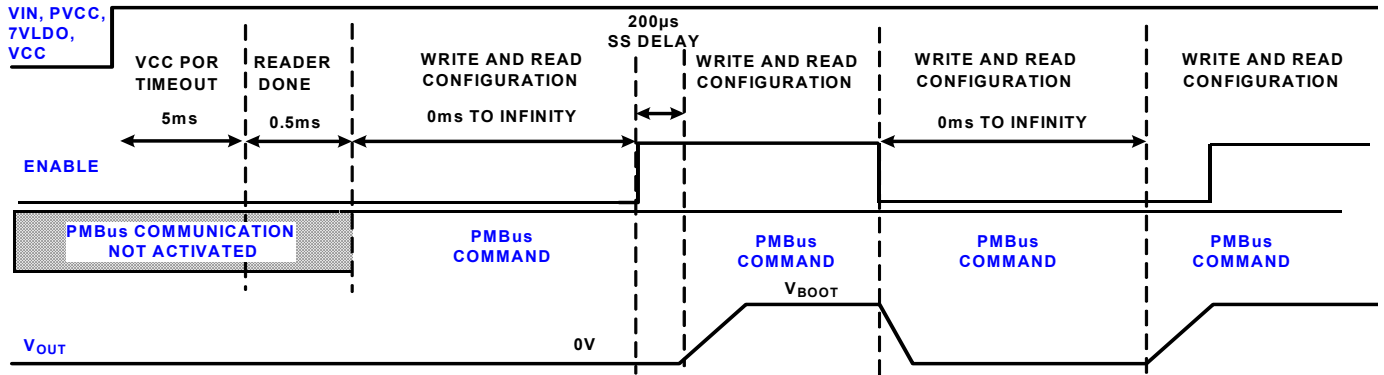 VIN, PVCC,
7VLDO,
VCC
VCC POR
TIMEOUT
5ms
READER
DONE
0.5ms
WRITE AND READ
CONFIGURATION
0ms TO INFINITY
200µs
SS DELAY
WRITE AND READ
CONFIGURATION
WRITE AND READ
CONFIGURATION
0ms TO INFINITY
WRITE AND READ
CONFIGURATION
ENABLE
PMBus COMMUNICATION
NOT ACTIVATED
PMBus
COMMAND
PMBus
COMMAND
PMBus
COMMAND
PMBus
COMMAND
VBOOT
VOUT
0V